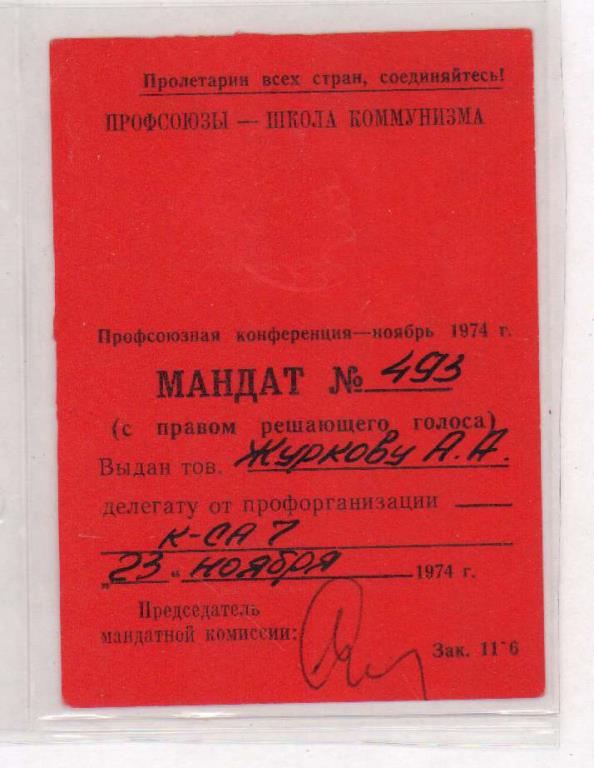 Пролетарии всех стран, соединяйтесь!
ПРОФСОЮЗЫ — ШКОЛА КОММУНИЗМА
Профсоюзная конференция—ноябрь 1974 г.
МАНДАТ № 493
(с правом решающего голоса)
Выдан тов. Журкову А.А.
делегату от профорганизации
К-СА 7
„23" ноября 1974 г.
Председатель
мандатной комиссии:
Зак. 11 6